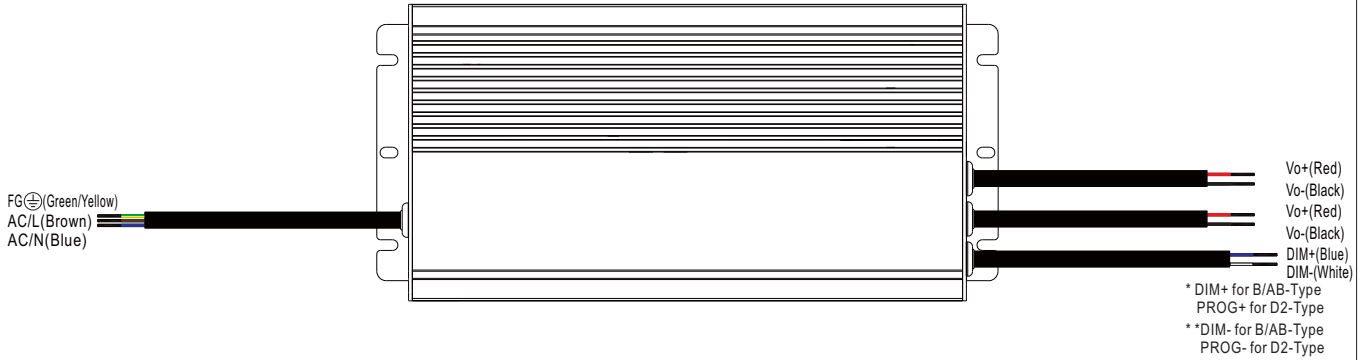 FG⏚(Green/Yellow)
AC/L(Brown)
AC/N(Blue)
Vo+(Red)
Vo-(Black)
Vo+(Red)
Vo-(Black)
DIM+(Blue)
DIM-(White)
* DIM+ for B/AB-Type
PROG+ for D2-Type
* *DIM- for B/AB-Type
PROG- for D2-Type